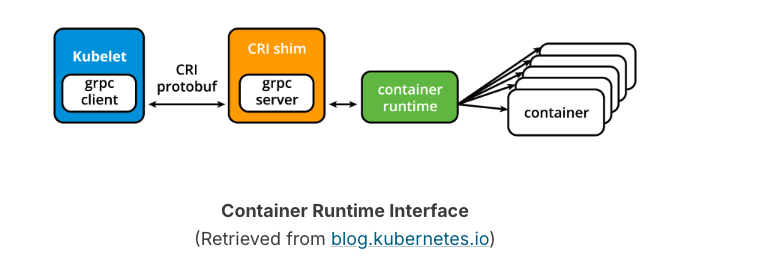 Kubelet
grpc
client
CRI
protobuf
CRI shim
grpc
server
container
runtime
container
Container Runtime Interface
(Retrieved from blog.kubernetes.io)